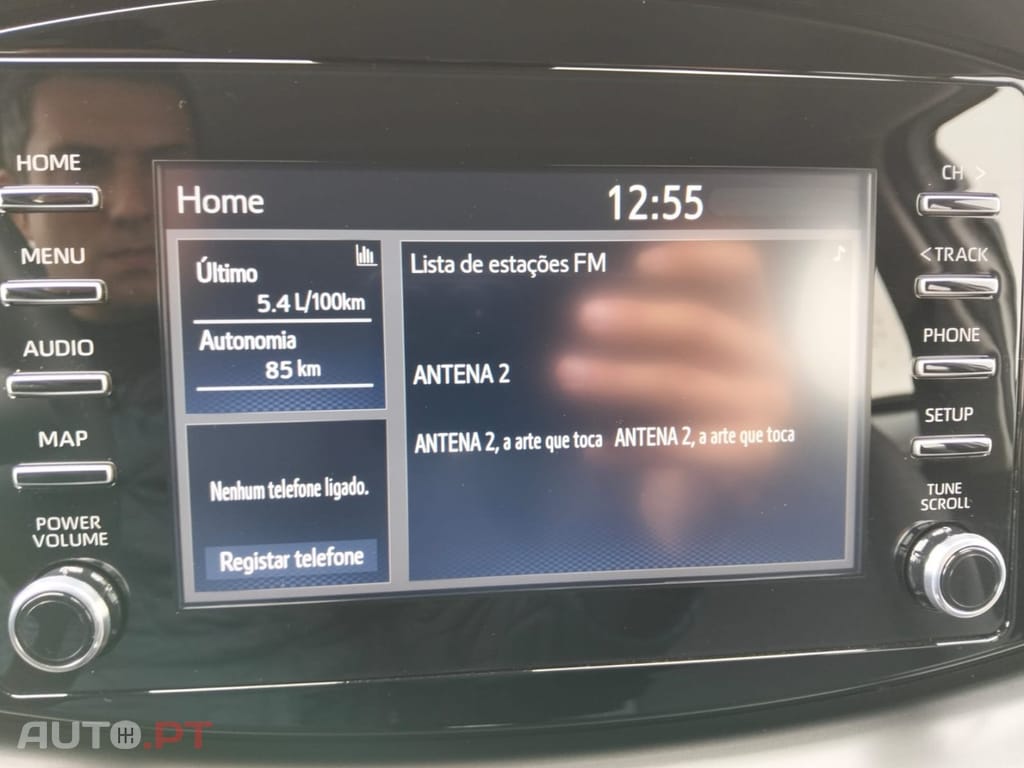 HOME
MENU
AUDIO
MAP
POWER
VOLUME
Home
12:55
Último
5.4 L/100km
Autonomia
85 km
Nenhum telefone ligado.
Registar telefone
Lista de estações FM
ANTENA 2
ANTENA 2, a arte que toca ANTENA 2, a arte que toca
CH >
< TRACK
PHONE
SETUP
TUNE
SCROLL
AUTO.PT